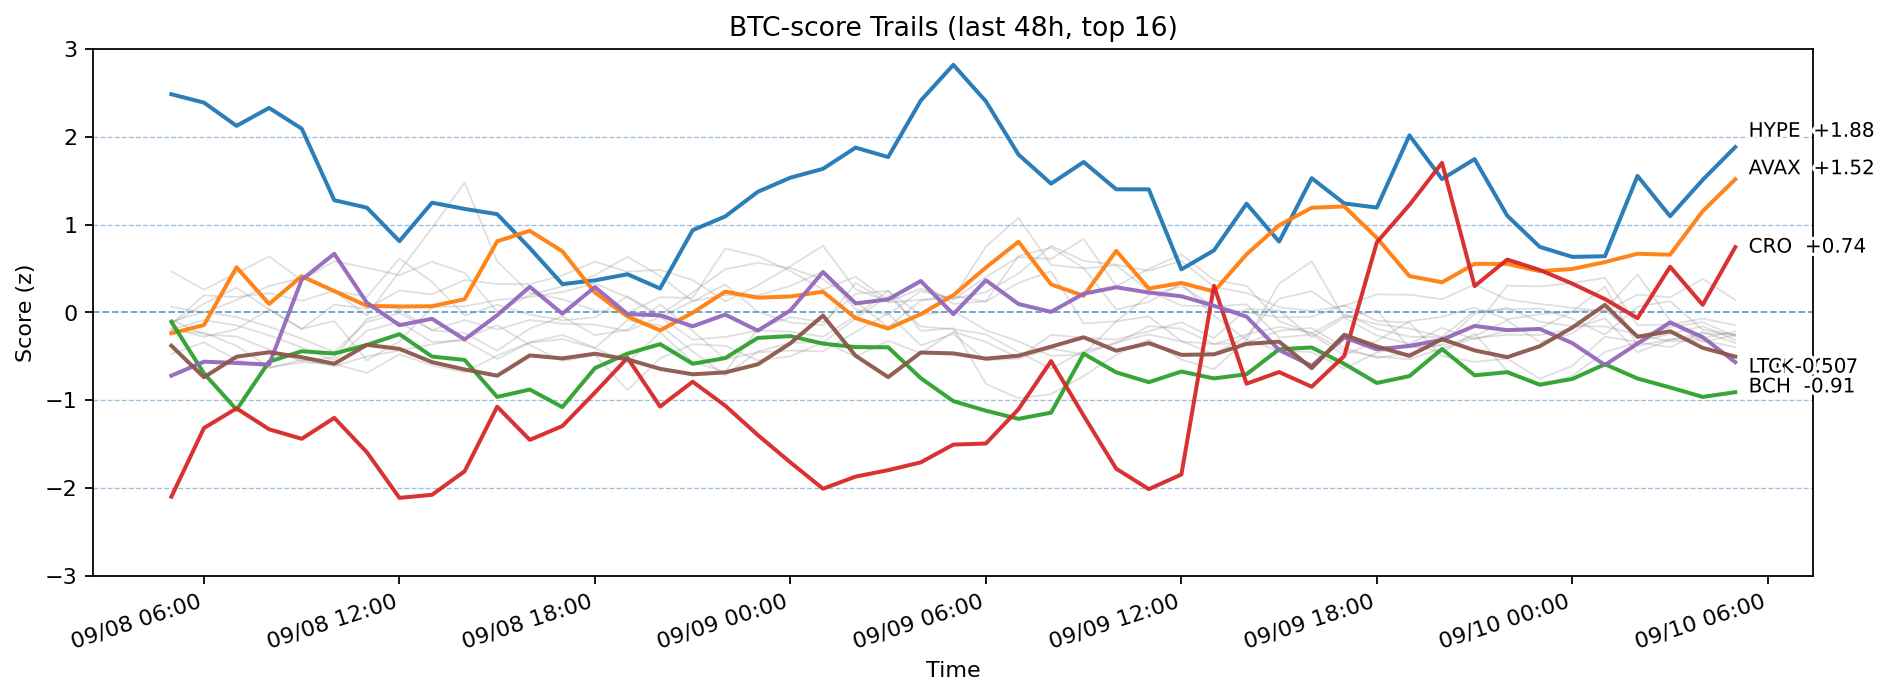 BTC-score Trails (last 48h, top 16)
Score (z)
3
2
1
0
−1
−2
−3
HYPE +1.88
AVAX +1.52
CRO +0.74
BCH -0.91
09/08 06:00
09/08 12:00
09/08 18:00
09/09 00:00
09/09 06:00
09/09 12:00
09/09 18:00
09/10 00:00
09/10 06:00
Time